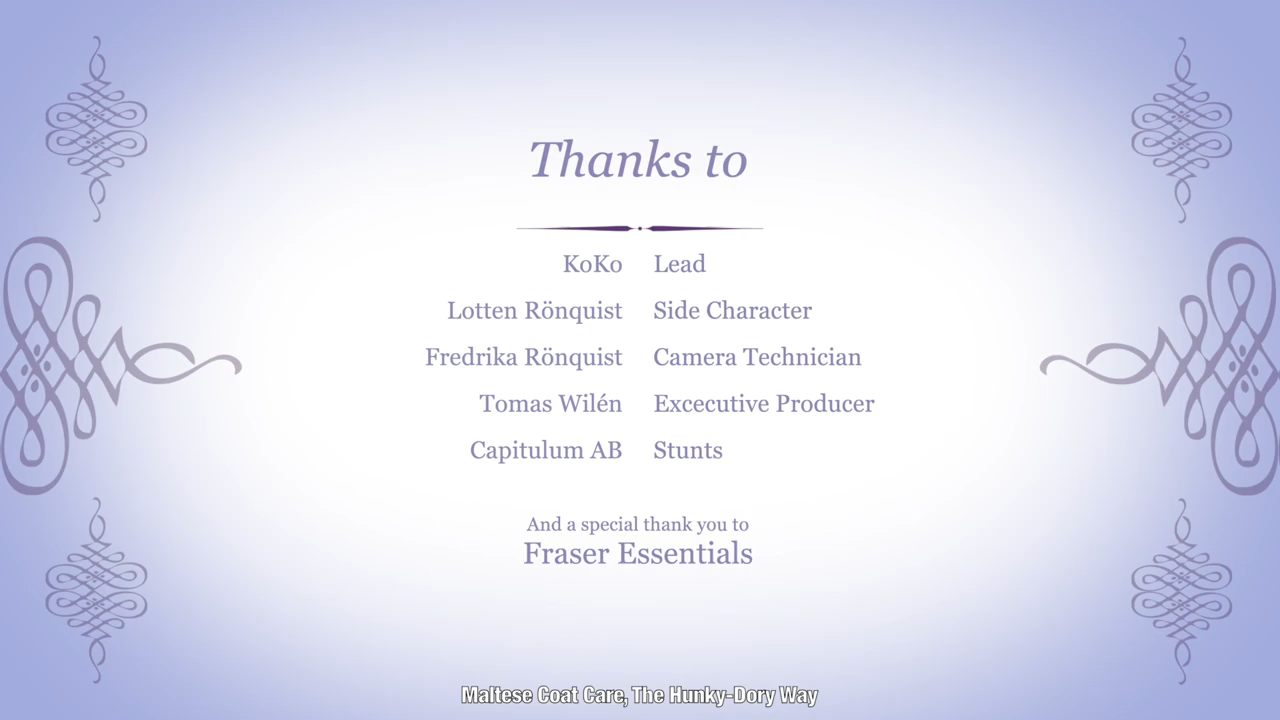 Thanks to
KoKo Lead
Lotten Rönquist Side Character
Fredrika Rönquist Camera Technician
Tomas Wilén Excecutive Producer
Capitulum AB Stunts
And a special thank you to
Fraser Essentials
Maltese Coat Care, The Hunky-Dory Way